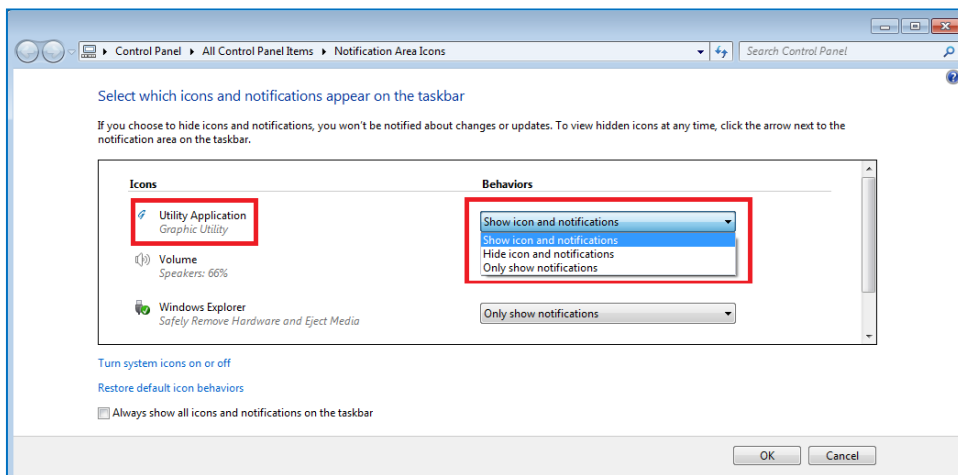 Control Panel ▸ All Control Panel Items ▸ Notification Area Icons
Search Control Panel
Select which icons and notifications appear on the taskbar
If you choose to hide icons and notifications, you won't be notified about changes or updates. To view hidden icons at any time, click the arrow next to the
notification area on the taskbar.
Icons
Behaviors
Utility Application
Graphic Utility
Show icon and notifications
Show icon and notifications
Hide icon and notifications
Only show notifications
Volume
Speakers: 66%
Windows Explorer
Safely Remove Hardware and Eject Media
Only show notifications
Turn system icons on or off
Restore default icon behaviors
Always show all icons and notifications on the taskbar
OK
Cancel